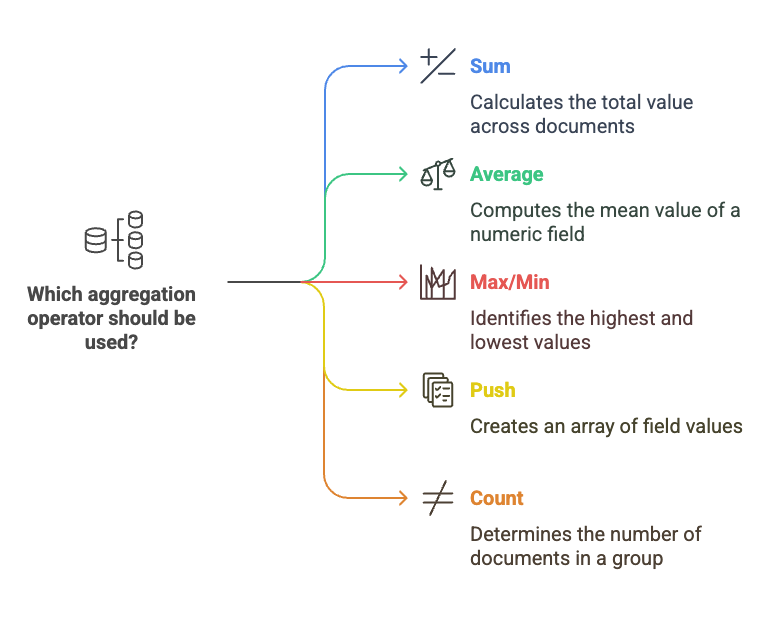 Which aggregation
operator should be
used?
Sum
Calculates the total value
across documents
Average
Computes the mean value of a
numeric field
Max/Min
Identifies the highest and
lowest values
Push
Creates an array of field values
Count
Determines the number of
documents in a group